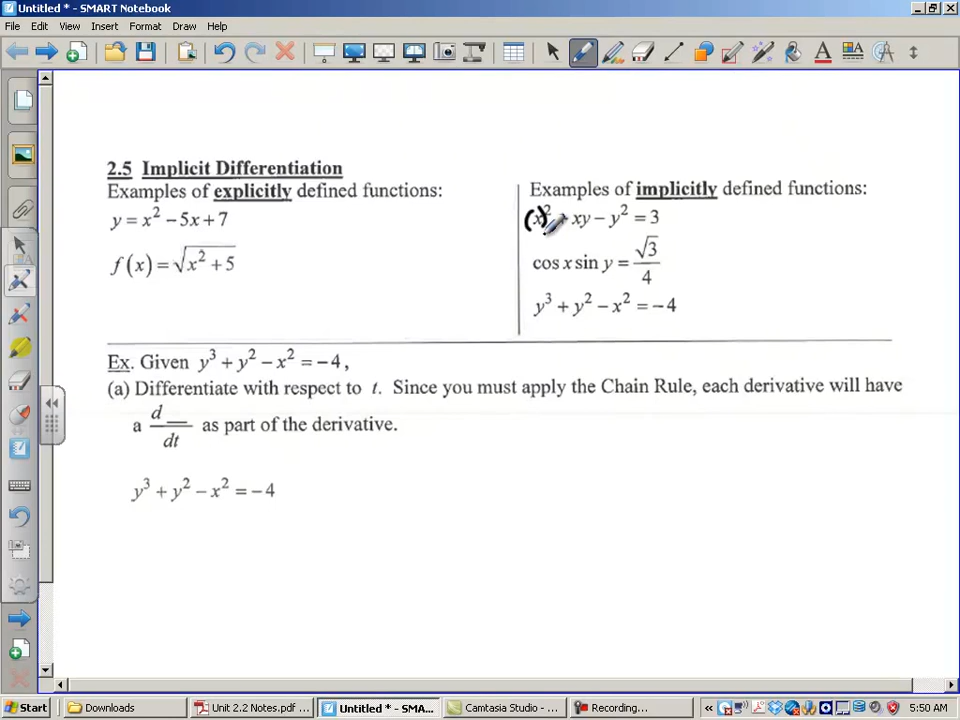 Untitled * - SMART Notebook
File Edit View Insert Format Draw Help
2.5 Implicit Differentiation
Examples of explicitly defined functions:
y = x² − 5x + 7
f(x) = √(x² + 5)
Examples of implicitly defined functions:
(x)² + xy − y² = 3
cos x sin y = √3/4
y³ + y² − x² = −4
Ex. Given y³ + y² − x² = −4,
(a) Differentiate with respect to t. Since you must apply the Chain Rule, each derivative will have
a d__/dt as part of the derivative.
y³ + y² − x² = −4
Start Downloads Unit 2.2 Notes.pdf ... Untitled * - SMA... Camtasia Studio - ... Recording... « 5:50 AM